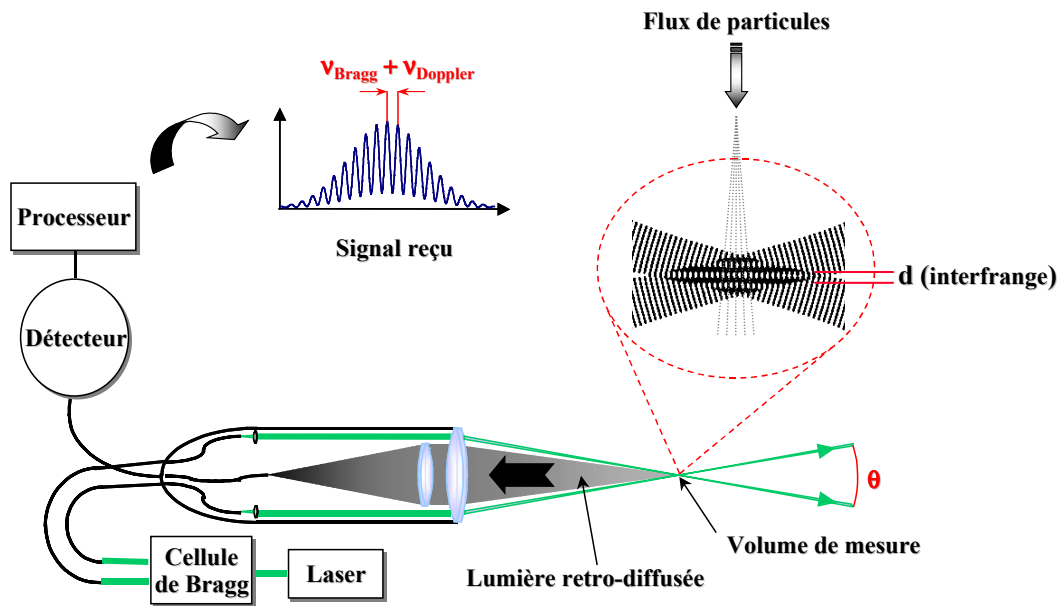 Flux de particules
νBragg + νDoppler
Processeur
Signal reçu
d (interfrange)
Détecteur
θ
Volume de mesure
Cellule
de Bragg
Laser
Lumière retro-diffusée